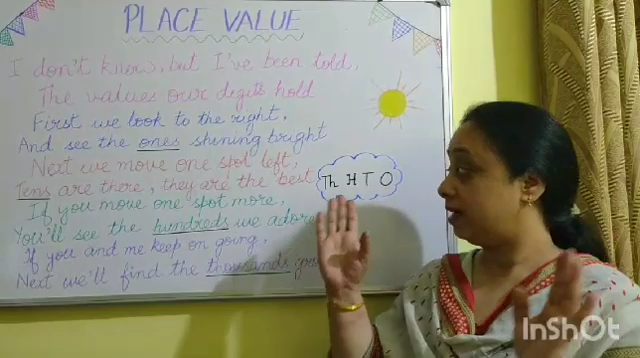 PLACE VALUE
I don't know, but I've been told,
The values our digits hold
First we look to the right,
And see the ones shining bright
Next we move one spot left,
Tens are there, they are the best
Th H T O
If you move one spot more,
You'll see the hundreds we adore
If you and me keep on going,
Next we'll find the thousands
InShot